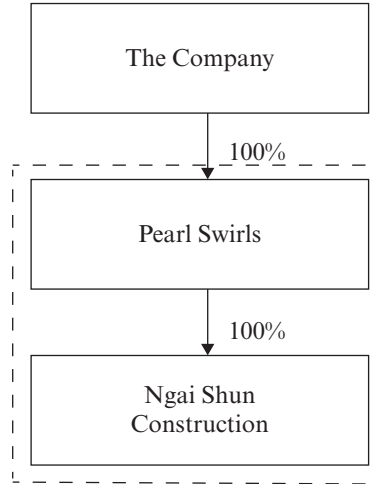 The Company
100%
Pearl Swirls
100%
Ngai Shun
Construction